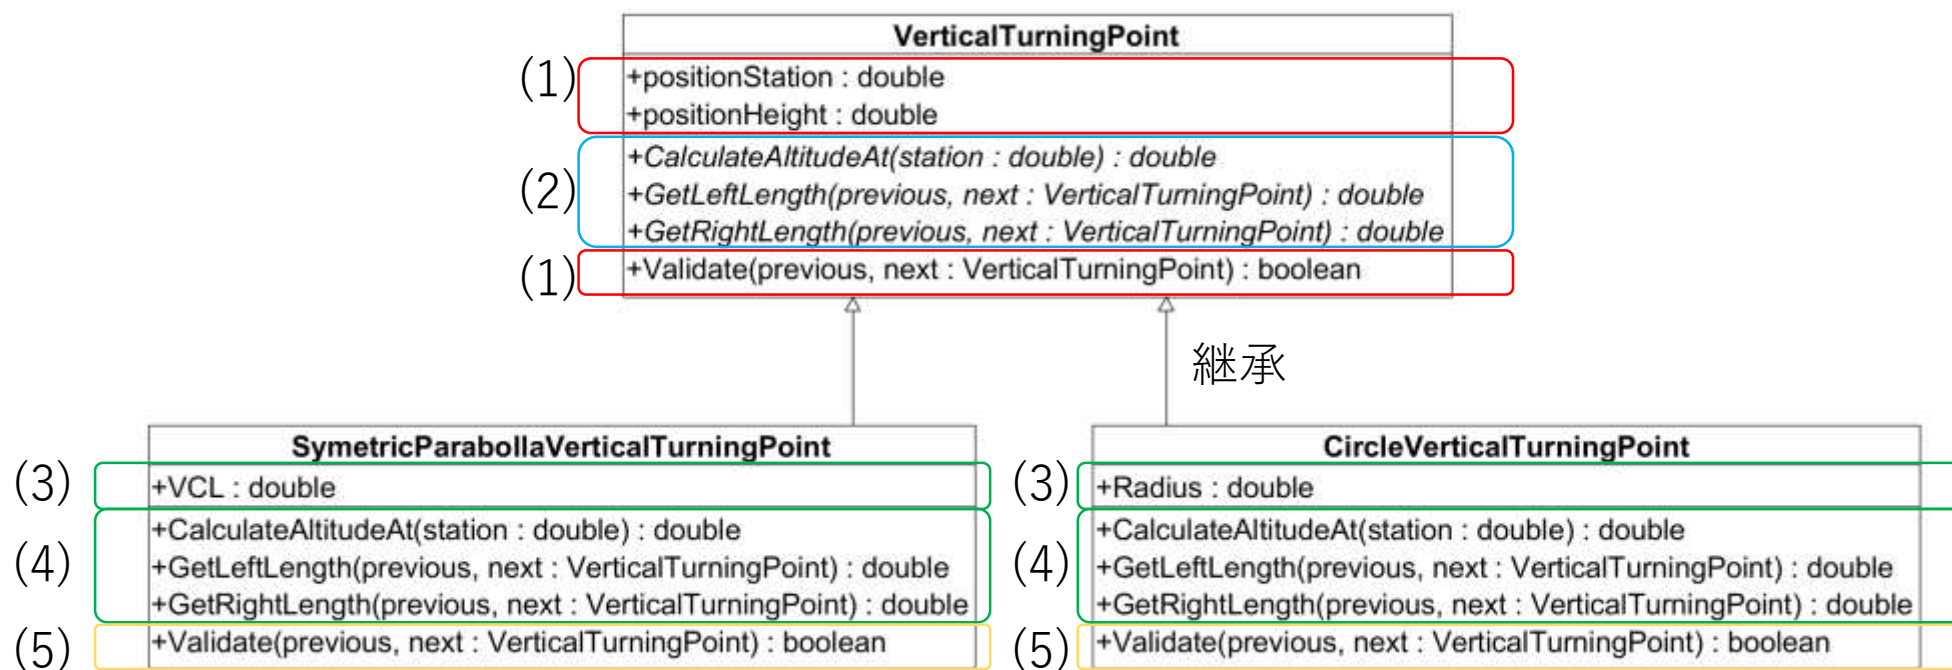 VerticalTurningPoint
(1)
+positionStation : double
+positionHeight : double
(2)
+CalculateAltitudeAt(station : double) : double
+GetLeftLength(previous, next : VerticalTurningPoint) : double
+GetRightLength(previous, next : VerticalTurningPoint) : double
(1)
+Validate(previous, next : VerticalTurningPoint) : boolean
継承
SymetricParabollaVerticalTurningPoint
(3)
+VCL : double
(4)
+CalculateAltitudeAt(station : double) : double
+GetLeftLength(previous, next : VerticalTurningPoint) : double
+GetRightLength(previous, next : VerticalTurningPoint) : double
(5)
+Validate(previous, next : VerticalTurningPoint) : boolean
CircleVerticalTurningPoint
(3)
+Radius : double
(4)
+CalculateAltitudeAt(station : double) : double
+GetLeftLength(previous, next : VerticalTurningPoint) : double
+GetRightLength(previous, next : VerticalTurningPoint) : double
(5)
+Validate(previous, next : VerticalTurningPoint) : boolean